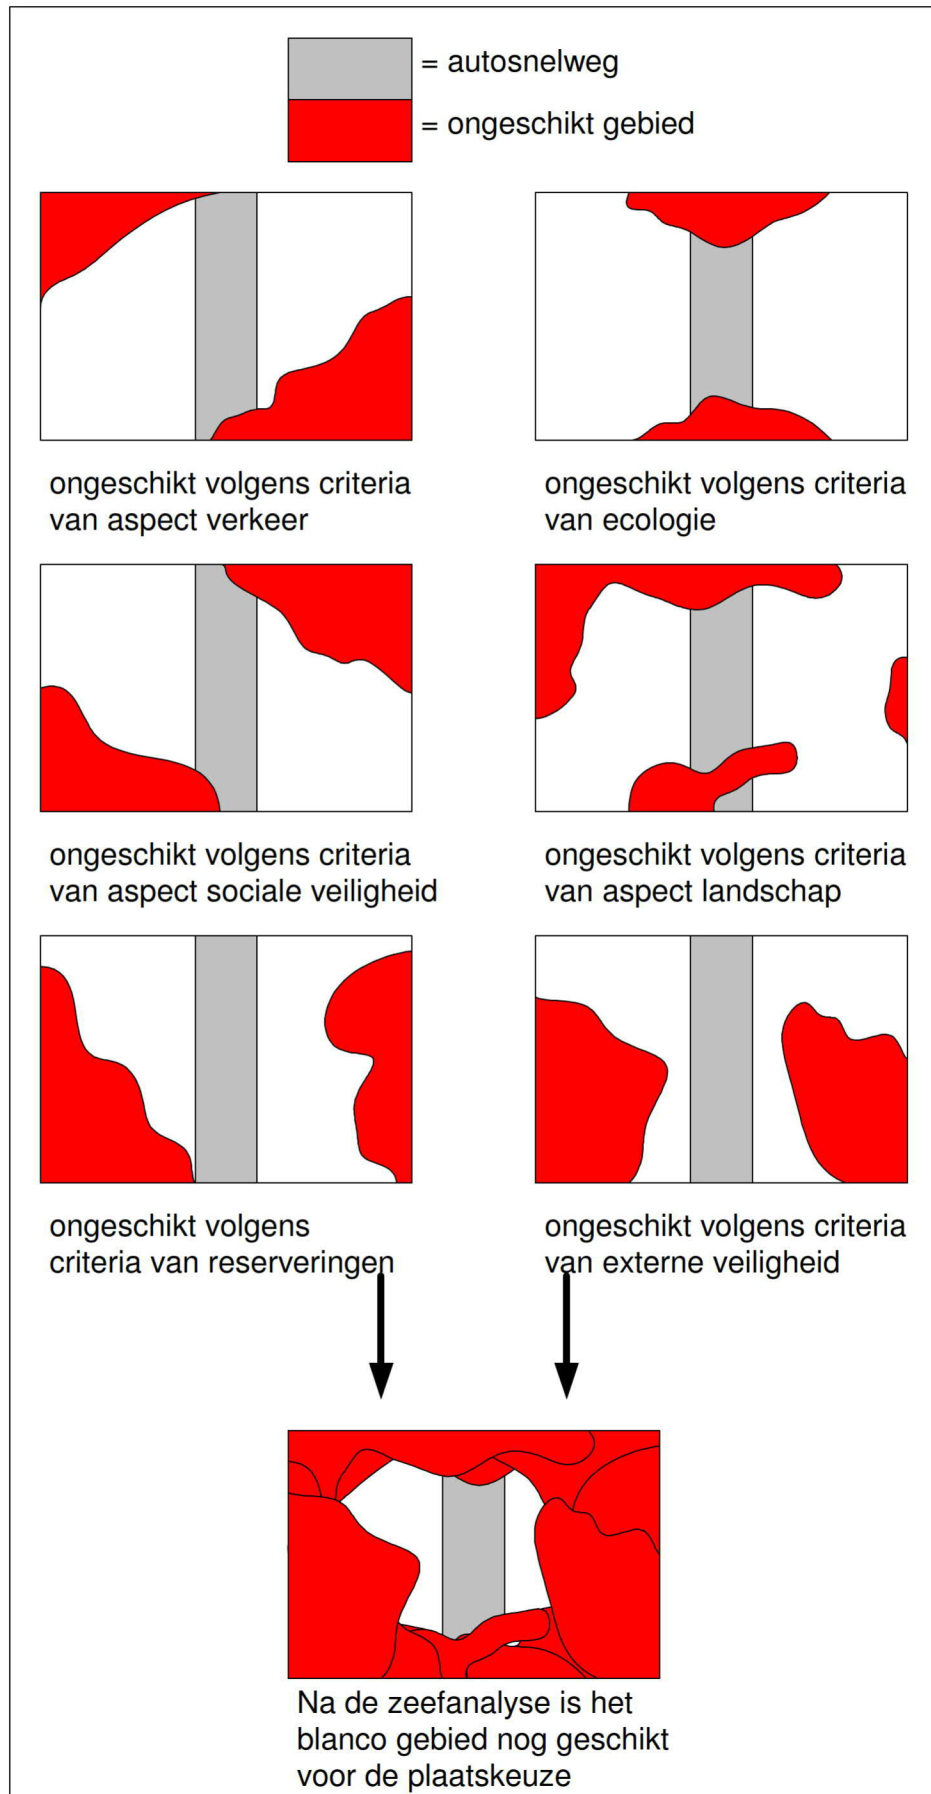 = autosnelweg
= ongeschikt gebied
ongeschikt volgens criteria
van aspect verkeer
ongeschikt volgens criteria
van ecologie
ongeschikt volgens criteria
van aspect sociale veiligheid
ongeschikt volgens criteria
van aspect landschap
ongeschikt volgens
criteria van reserveringen
ongeschikt volgens criteria
van externe veiligheid
Na de zeefanalyse is het
blanco gebied nog geschikt
voor de plaatskeuze